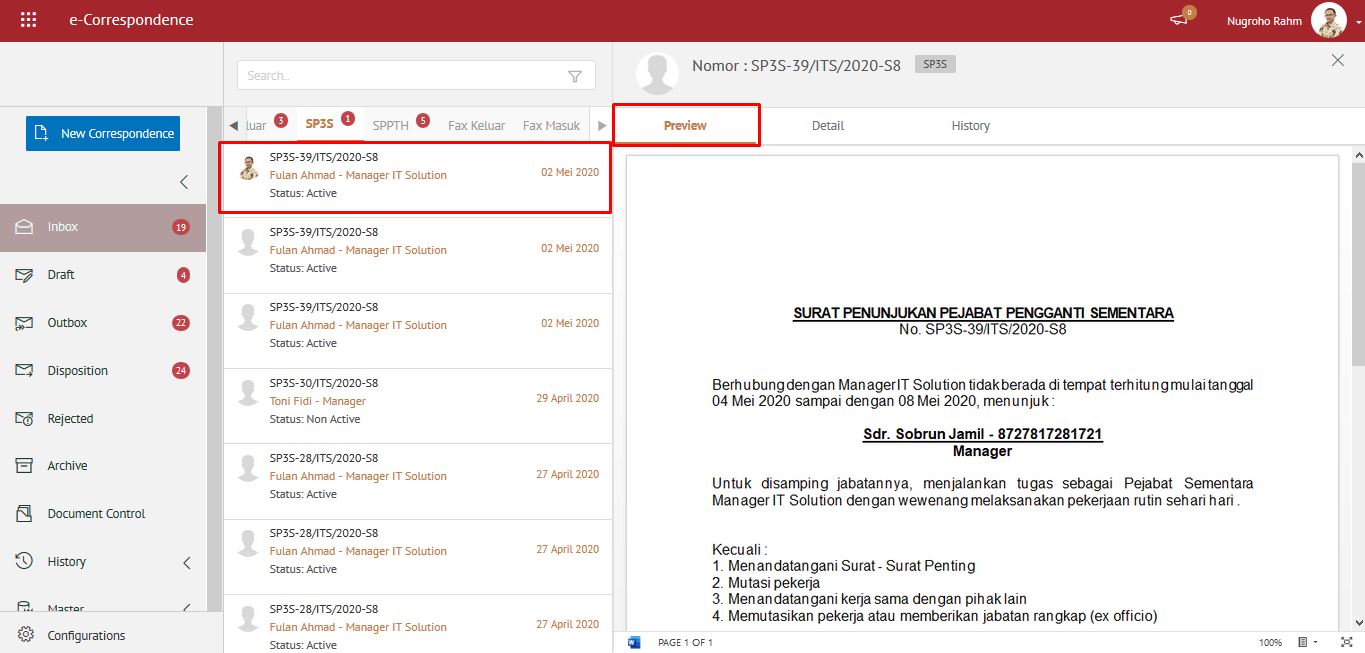 e-Correspondence
0
Nugroho Rahm
New Correspondence
Inbox 19
Draft 4
Outbox 22
Disposition 24
Rejected
Archive
Document Control
History
Master
Configurations
Search..
luar 3 SP3S 1 SPPTH 5 Fax Keluar Fax Masuk
SP3S-39/ITS/2020-S8
Fulan Ahmad - Manager IT Solution 02 Mei 2020
Status: Active
SP3S-39/ITS/2020-S8
Fulan Ahmad - Manager IT Solution 02 Mei 2020
Status: Active
SP3S-39/ITS/2020-S8
Fulan Ahmad - Manager IT Solution 02 Mei 2020
Status: Active
SP3S-30/ITS/2020-S8
Toni Fidi - Manager 29 April 2020
Status: Non Active
SP3S-28/ITS/2020-S8
Fulan Ahmad - Manager IT Solution 27 April 2020
Status: Active
SP3S-28/ITS/2020-S8
Fulan Ahmad - Manager IT Solution 27 April 2020
Status: Active
SP3S-28/ITS/2020-S8
Fulan Ahmad - Manager IT Solution 27 April 2020
Status: Active
Nomor : SP3S-39/ITS/2020-S8 SP3S
Preview Detail History
SURAT PENUNJUKAN PEJABAT PENGGANTI SEMENTARA
No. SP3S-39/ITS/2020-S8
Berhubung dengan Manager IT Solution tidak berada di tempat terhitung mulai tanggal
04 Mei 2020 sampai dengan 08 Mei 2020, menunjuk :
Sdr. Sobrun Jamil - 8727817281721
Manager
Untuk disamping jabatannya, menjalankan tugas sebagai Pejabat Sementara
Manager IT Solution dengan wewenang melaksanakan pekerjaan rutin sehari hari .
Kecuali :
1. Menandatangani Surat - Surat Penting
2. Mutasi pekerja
3. Menandatangani kerja sama dengan pihak lain
4. Memutasikan pekerja atau memberikan jabatan rangkap (ex officio)
PAGE 1 OF 1 100%